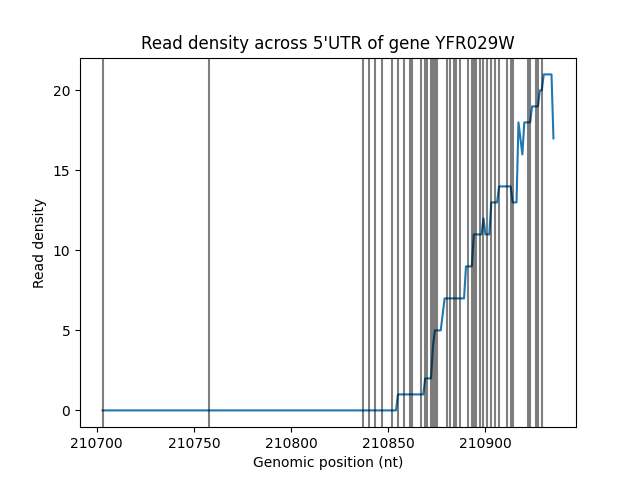 Read density across 5'UTR of gene YFR029W
20
15
10
5
0
Read density
210700 210750 210800 210850 210900
Genomic position (nt)